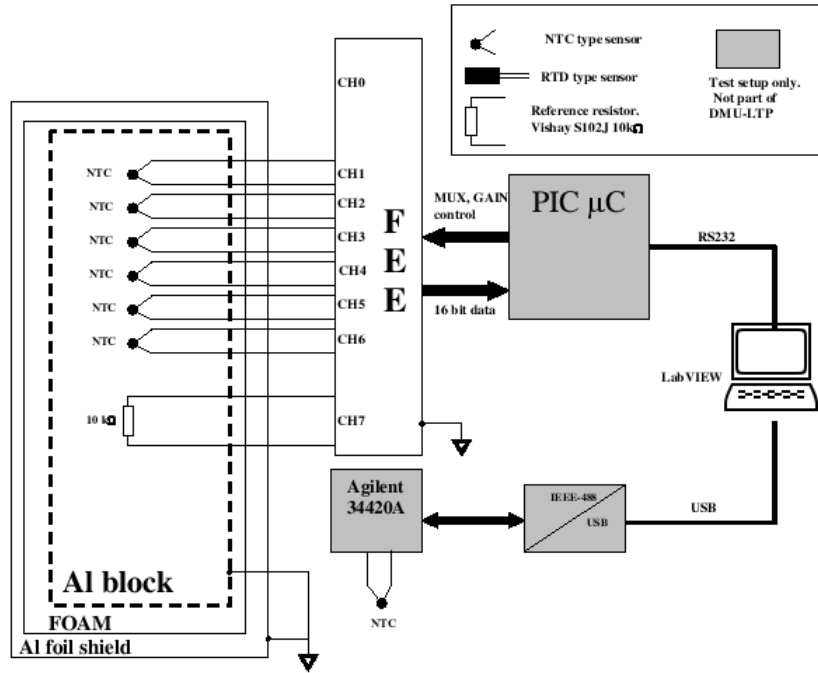 NTC type sensor
RTD type sensor
Reference resistor.
Vishay S102J 10kΩ
Test setup only.
Not part of
DMU-LTP
CH0
CH1
CH2
CH3
CH4
CH5
CH6
CH7
FEE
NTC
NTC
NTC
NTC
NTC
NTC
10 kΩ
MUX, GAIN
control
16 bit data
PIC μC
RS232
LabVIEW
Agilent
34420A
IEEE-488
USB
USB
NTC
Al block
FOAM
Al foil shield